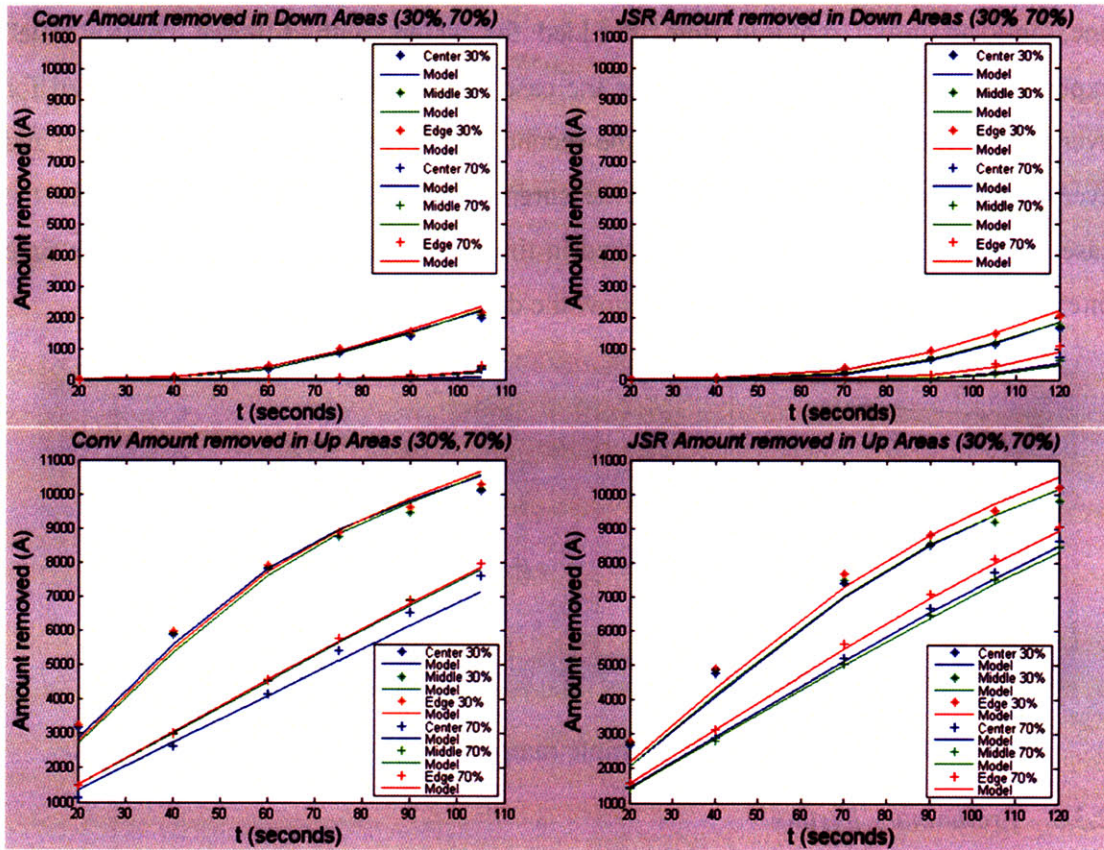 Conv Amount removed in Down Areas (30%,70%)
11000
10000
9000
8000
7000
6000
5000
4000
3000
2000
1000
0
Amount removed (A)
Center 30%
Model
Middle 30%
Model
Edge 30%
Model
Center 70%
Model
Middle 70%
Model
Edge 70%
Model
20 30 40 50 60 70 80 90 100 110
t (seconds)
JSR Amount removed in Down Areas (30% 70%)
11000
10000
9000
8000
7000
6000
5000
4000
3000
2000
1000
0
Amount removed (A)
Center 30%
Model
Middle 30%
Model
Edge 30%
Model
Center 70%
Model
Middle 70%
Model
Edge 70%
Model
20 30 40 50 60 70 80 90 100 110 120
t (seconds)
Conv Amount removed in Up Areas (30%,70%)
11000
10000
9000
8000
7000
6000
5000
4000
3000
2000
1000
Amount removed (A)
Center 30%
Model
Middle 30%
Model
Edge 30%
Model
Center 70%
Model
Middle 70%
Model
Edge 70%
Model
20 30 40 50 60 70 80 90 100 110
t (seconds)
JSR Amount removed in Up Areas (30%,70%)
11000
10000
9000
8000
7000
6000
5000
4000
3000
2000
1000
Amount removed (A)
Center 30%
Model
Middle 30%
Model
Edge 30%
Model
Center 70%
Model
Middle 70%
Model
Edge 70%
Model
20 30 40 50 60 70 80 90 100 110 120
t (seconds)